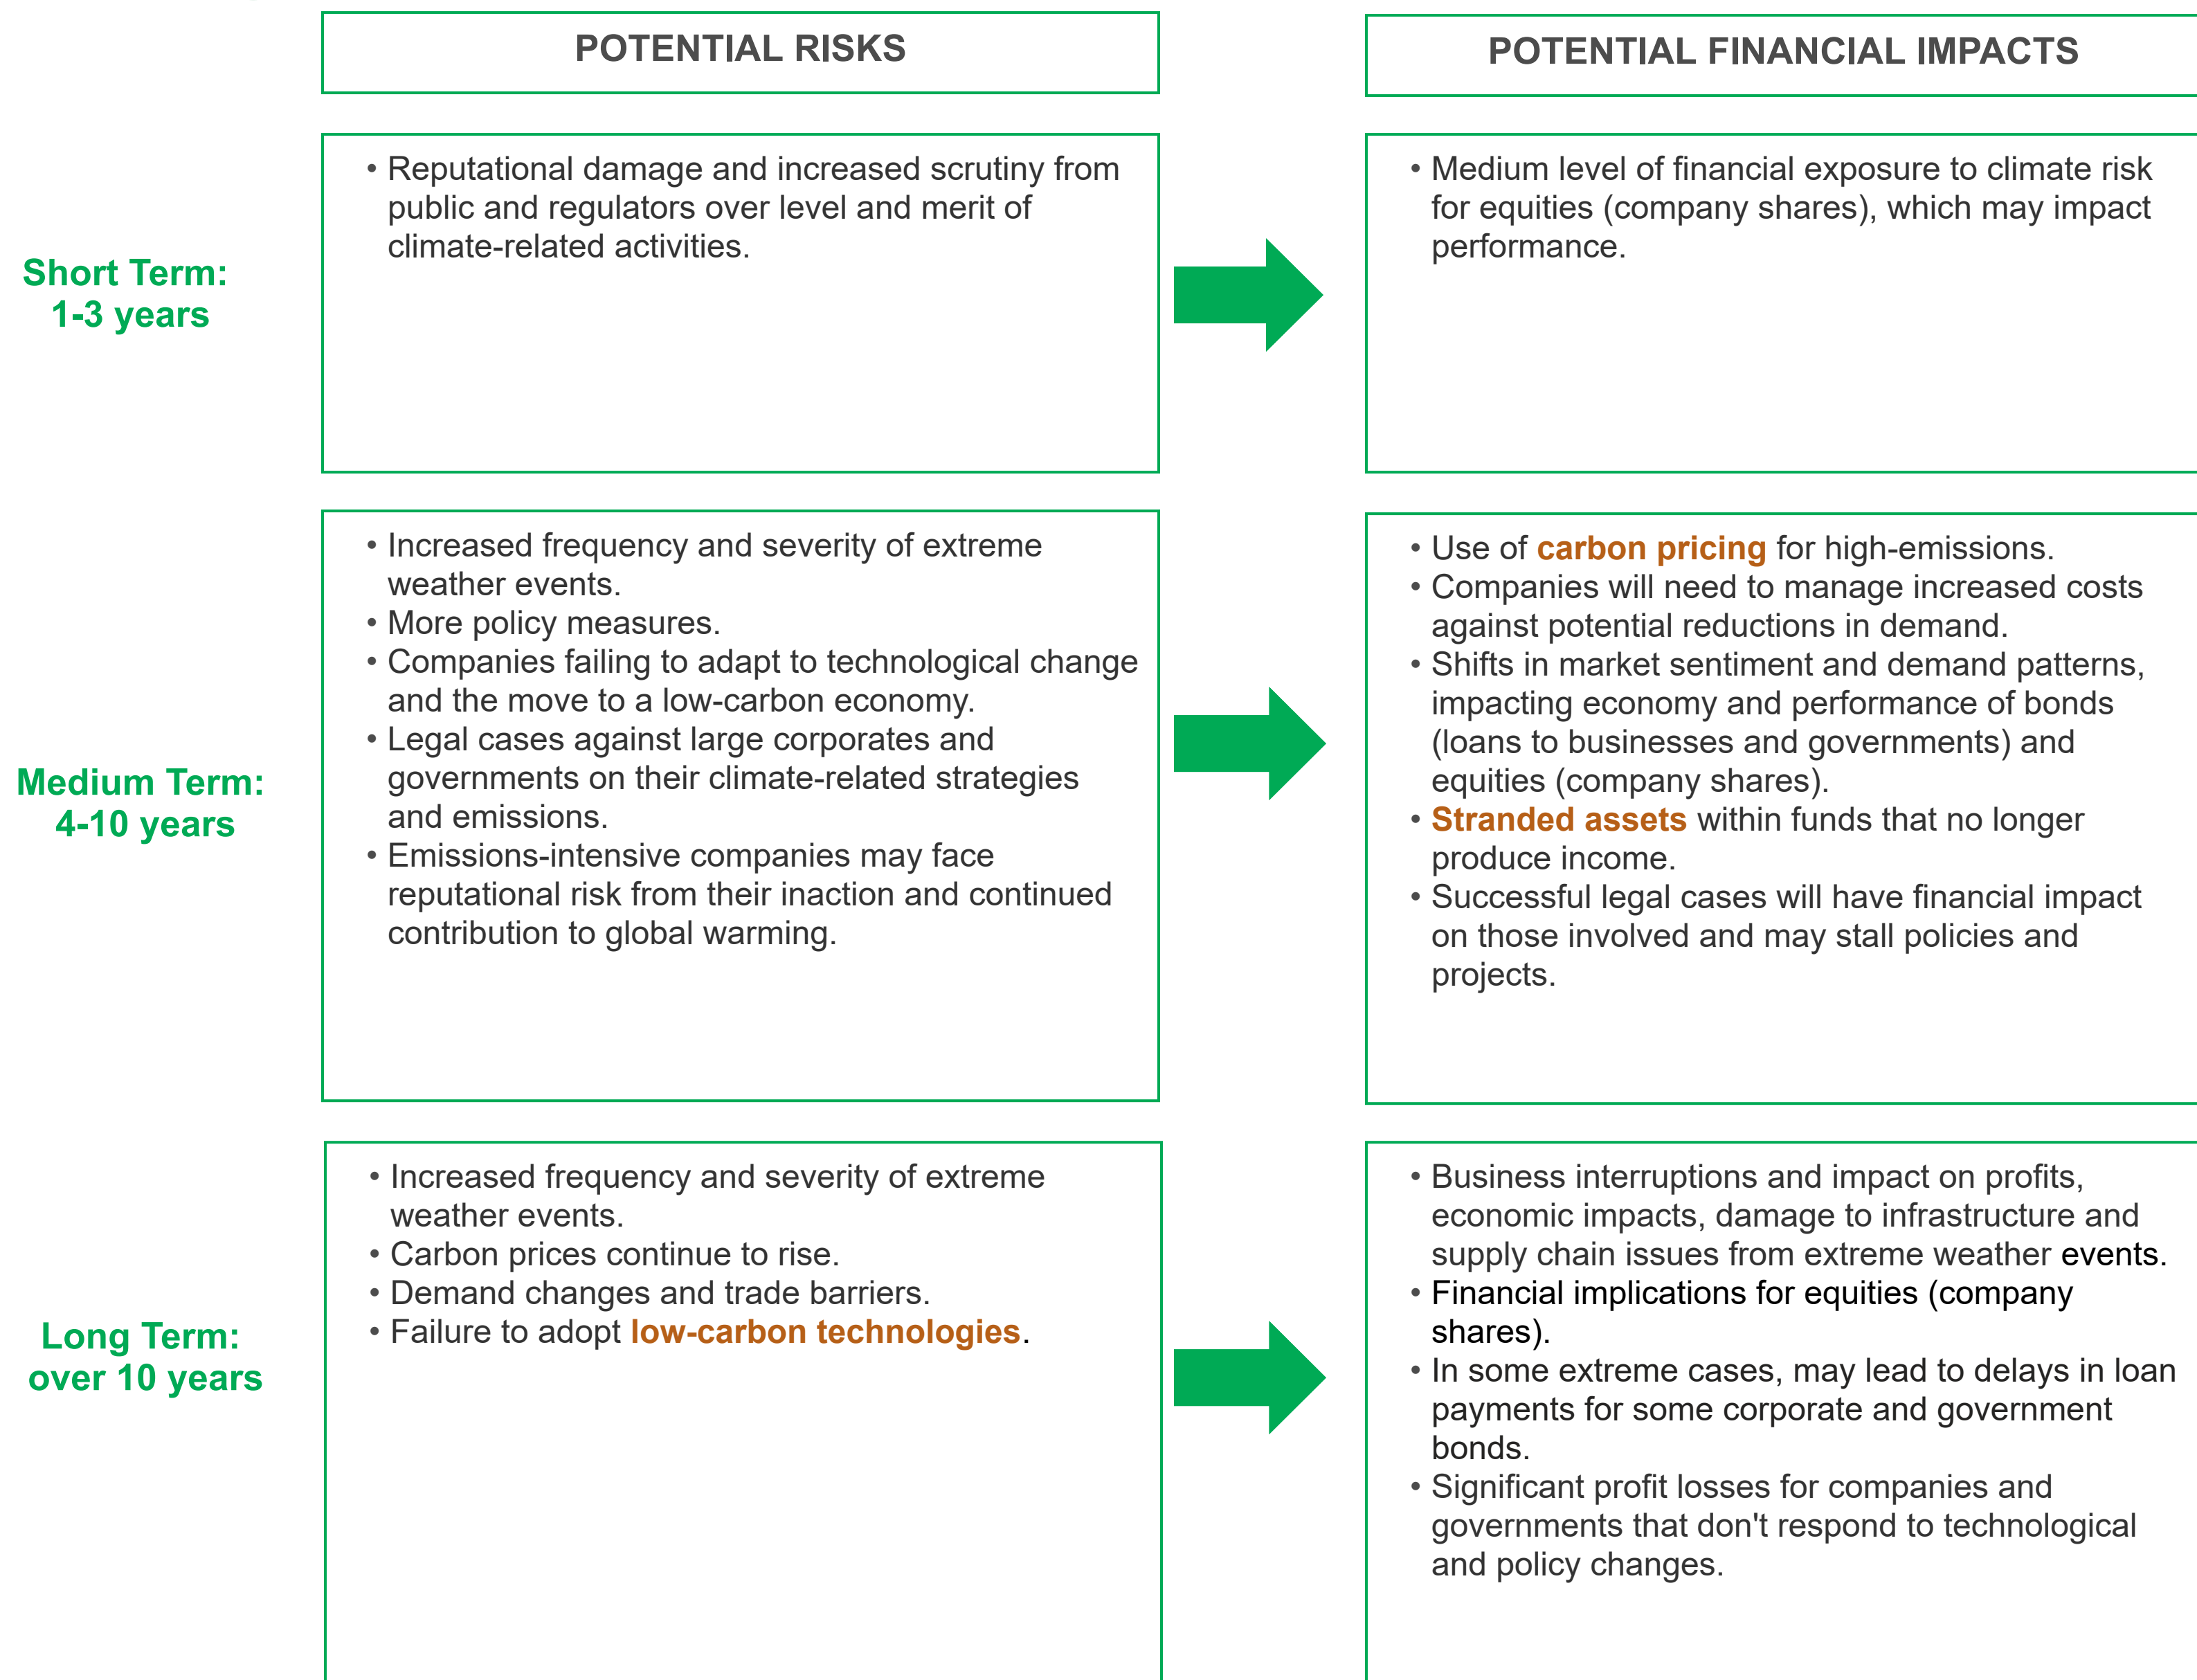 POTENTIAL RISKS
POTENTIAL FINANCIAL IMPACTS
Short Term:
1-3 years
• Reputational damage and increased scrutiny from
public and regulators over level and merit of
climate-related activities.
• Medium level of financial exposure to climate risk
for equities (company shares), which may impact
performance.
Medium Term:
4-10 years
• Increased frequency and severity of extreme
weather events.
• More policy measures.
• Companies failing to adapt to technological change
and the move to a low-carbon economy.
• Legal cases against large corporates and
governments on their climate-related strategies
and emissions.
• Emissions-intensive companies may face
reputational risk from their inaction and continued
contribution to global warming.
• Use of carbon pricing for high-emissions.
• Companies will need to manage increased costs
against potential reductions in demand.
• Shifts in market sentiment and demand patterns,
impacting economy and performance of bonds
(loans to businesses and governments) and
equities (company shares).
• Stranded assets within funds that no longer
produce income.
• Successful legal cases will have financial impact
on those involved and may stall policies and
projects.
Long Term:
over 10 years
• Increased frequency and severity of extreme
weather events.
• Carbon prices continue to rise.
• Demand changes and trade barriers.
• Failure to adopt low-carbon technologies.
• Business interruptions and impact on profits,
economic impacts, damage to infrastructure and
supply chain issues from extreme weather events.
• Financial implications for equities (company
shares).
• In some extreme cases, may lead to delays in loan
payments for some corporate and government
bonds.
• Significant profit losses for companies and
governments that don't respond to technological
and policy changes.